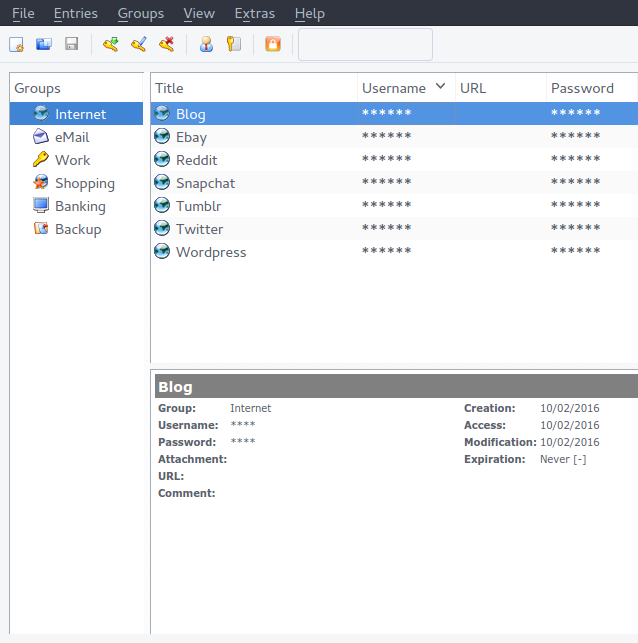 File Entries Groups View Extras Help
Groups
Internet
eMail
Work
Shopping
Banking
Backup
Title Username URL Password
Blog ****** ******
Ebay ****** ******
Reddit ****** ******
Snapchat ****** ******
Tumblr ****** ******
Twitter ****** ******
Wordpress ****** ******
Blog
Group: Internet Creation: 10/02/2016
Username: **** Access: 10/02/2016
Password: **** Modification: 10/02/2016
Attachment: Expiration: Never [-]
URL:
Comment: